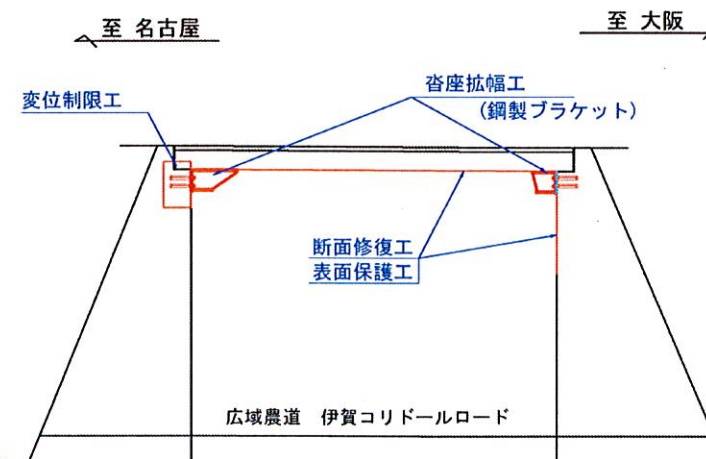 至 名古屋
至 大阪
変位制限工
沓座拡幅工
(鋼製ブラケット)
断面修復工
表面保護工
広域農道 伊賀コリドールロード